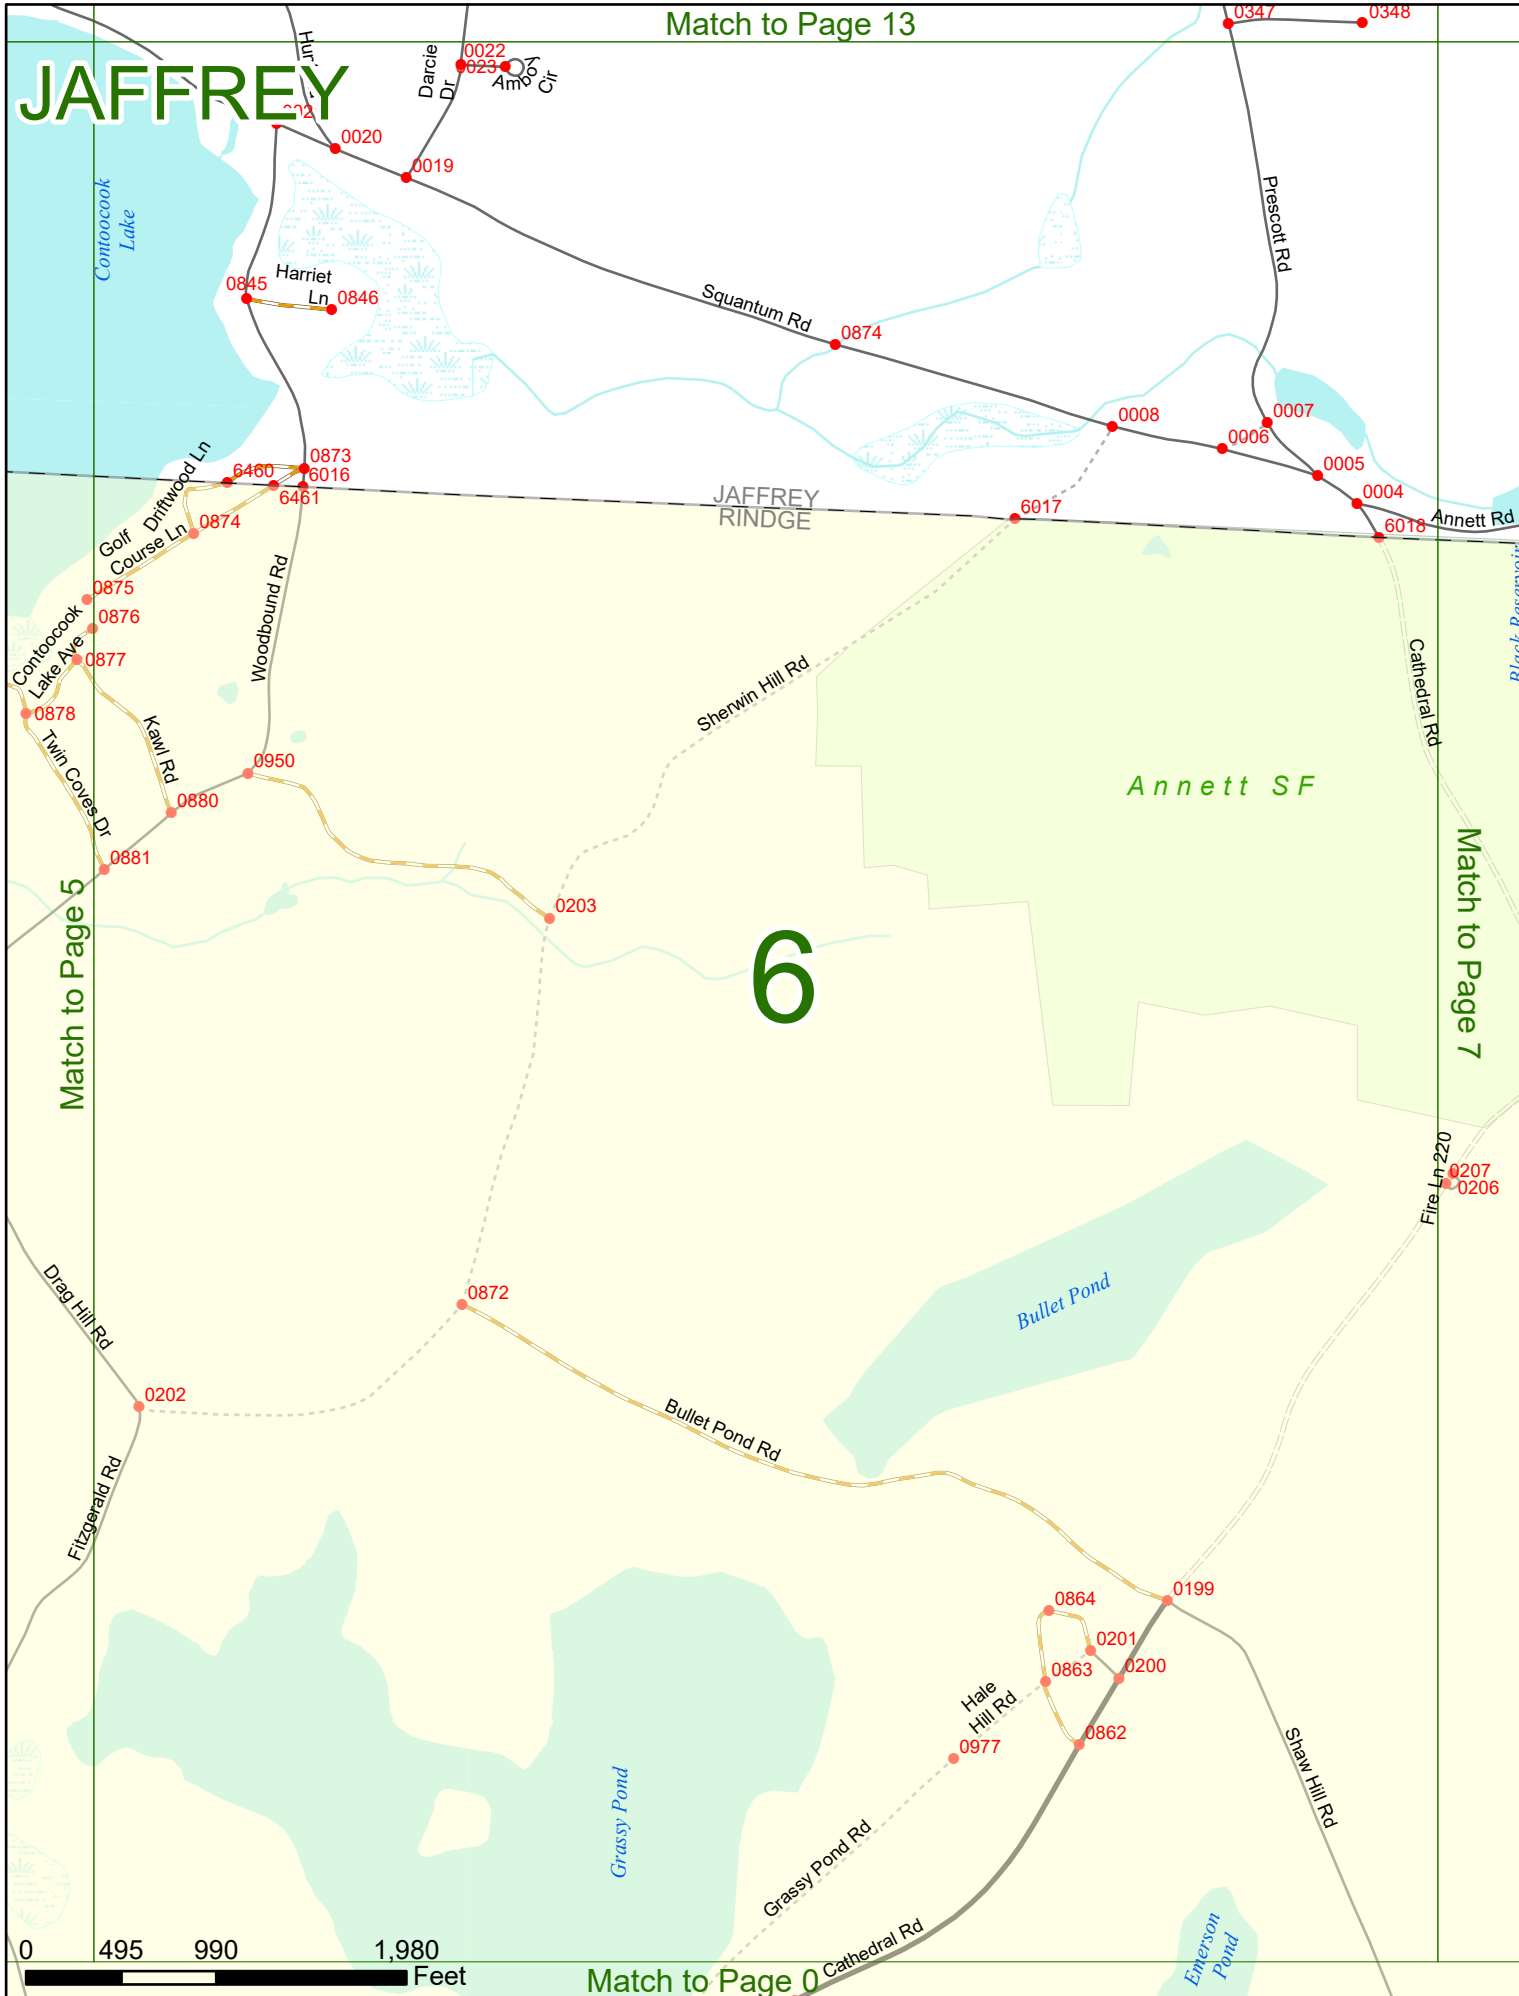 Match to Page 13
0347
0348
JAFFREY
Darcie
Dr
0022
0023
Amboy
Cir
0020
0019
Contoocook
Lake
Prescott Rd
Harriet
Ln
0845
0846
Squantum Rd
0874
0008
0007
0006
0005
0004
Annett Rd
6018
6017
JAFFREY
RINDGE
Driftwood Ln
6460
0873
6016
6461
0874
Golf
Course Ln
Woodbound Rd
0875
0876
Contoocook
Lake Ave
0877
0878
Kawl Rd
Twin Coves Dr
0950
0880
0881
Sherwin Hill Rd
Cathedral Rd
Annett SF
Match to Page 5
Match to Page 7
0203
6
Fire Ln 220
0207
0206
Bullet Pond
Drag Hill Rd
0872
0202
Bullet Pond Rd
Fitzgerald Rd
0199
0864
0201
0200
0863
Hale
Hill Rd
0862
0977
Shaw Hill Rd
Grassy Pond
Grassy Pond Rd
Cathedral Rd
Emerson
Pond
0 495 990 1,980
Feet
Match to Page 0